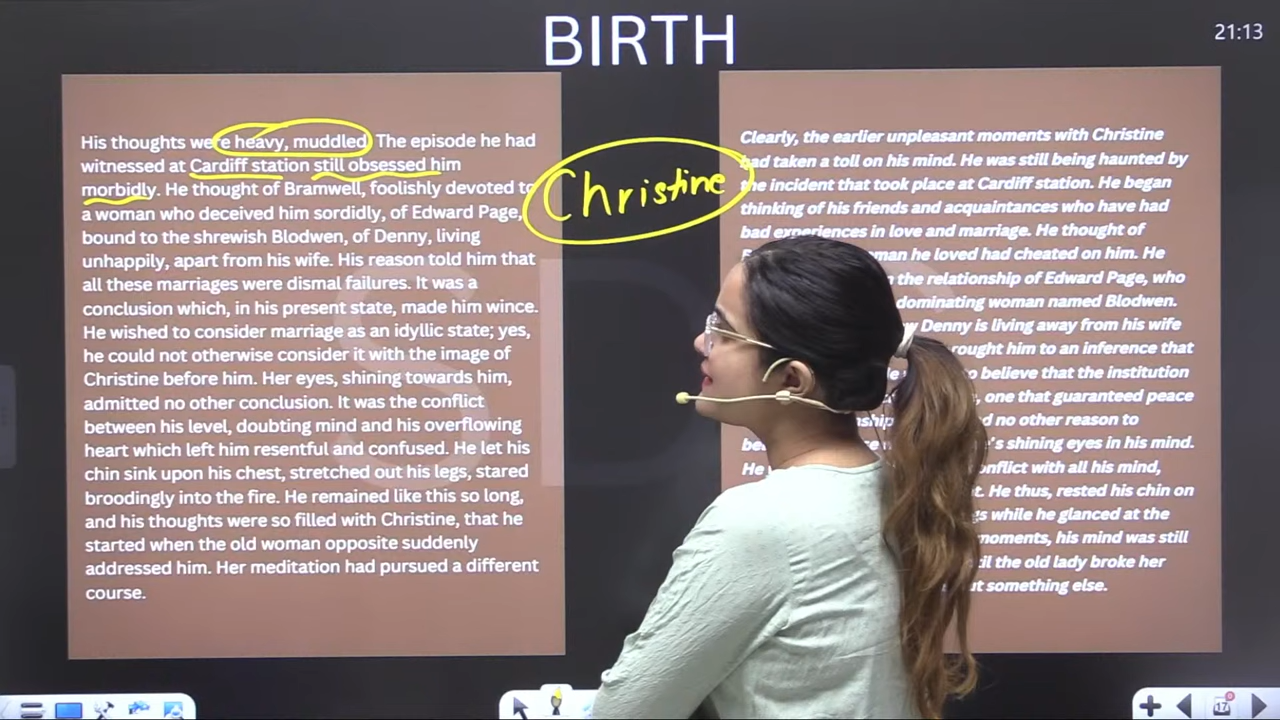 BIRTH
21:13
His thoughts were heavy, muddled. The episode he had
witnessed at Cardiff station still obsessed him
morbidly. He thought of Bramwell, foolishly devoted to
a woman who deceived him sordidly, of Edward Page,
bound to the shrewish Blodwen, of Denny, living
unhappily, apart from his wife. His reason told him that
all these marriages were dismal failures. It was a
conclusion which, in his present state, made him wince.
He wished to consider marriage as an idyllic state; yes,
he could not otherwise consider it with the image of
Christine before him. Her eyes, shining towards him,
admitted no other conclusion. It was the conflict
between his level, doubting mind and his overflowing
heart which left him resentful and confused. He let his
chin sink upon his chest, stretched out his legs, stared
broodingly into the fire. He remained like this so long,
and his thoughts were so filled with Christine, that he
started when the old woman opposite suddenly
addressed him. Her meditation had pursued a different
course.
Christine
Clearly, the earlier unpleasant moments with Christine
had taken a toll on his mind. He was still being haunted by
the incident that took place at Cardiff station. He began
thinking of his friends and acquaintances who have had
bad experiences in love and marriage. He thought of
he loved had cheated on him. He
the relationship of Edward Page, who
dominating woman named Blodwen.
Denny is living away from his wife
him to an inference that
believe that the institution
one that guaranteed peace
no other reason to
shining eyes in his mind.
He with all his mind,
He thus, rested his chin on
while he glanced at the
moments, his mind was still
the old lady broke her
something else.
17